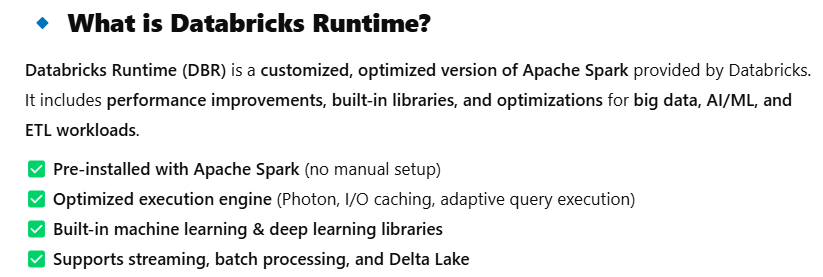 What is Databricks Runtime?
Databricks Runtime (DBR) is a customized, optimized version of Apache Spark provided by Databricks.
It includes performance improvements, built-in libraries, and optimizations for big data, AI/ML, and
ETL workloads.
Pre-installed with Apache Spark (no manual setup)
Optimized execution engine (Photon, I/O caching, adaptive query execution)
Built-in machine learning & deep learning libraries
Supports streaming, batch processing, and Delta Lake